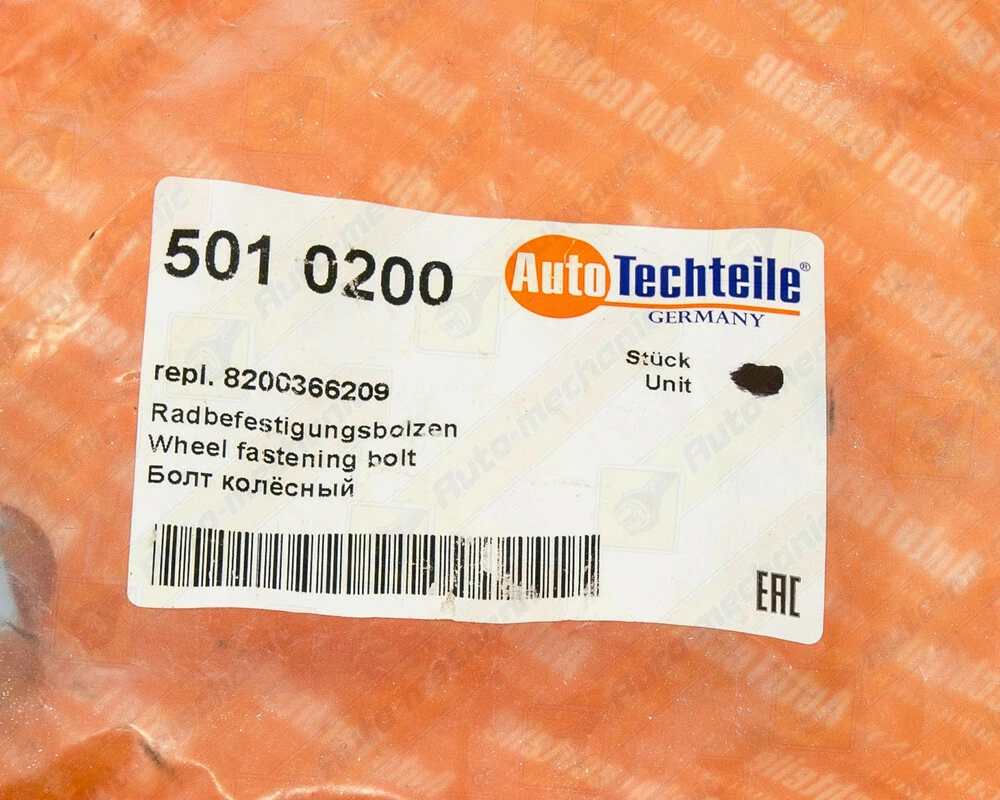 501 0200
AutoTechteile®
GERMANY
Stück
Unit
repl. 8200366209
Radbefestigungsbolzen
Wheel fastening bolt
Болт колёсный
EAC